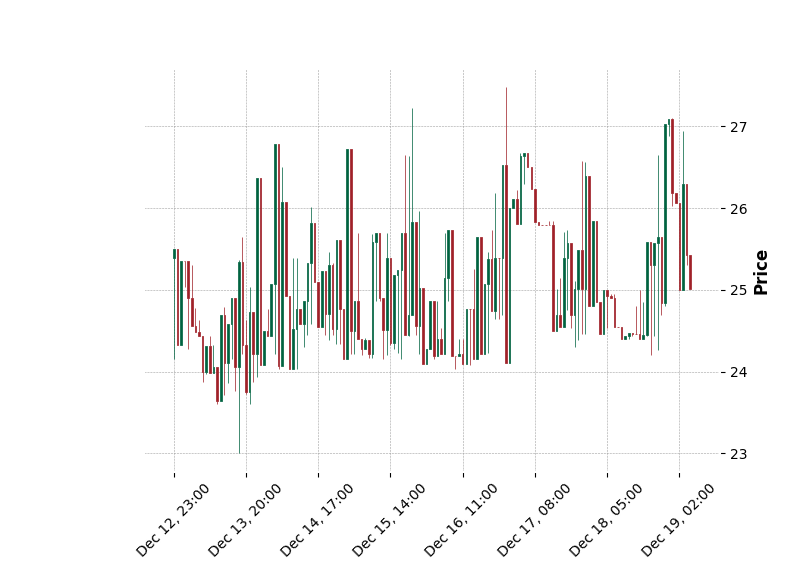 27
26
25
24
23
Price
Dec 12, 23:00
Dec 13, 20:00
Dec 14, 17:00
Dec 15, 14:00
Dec 16, 11:00
Dec 17, 08:00
Dec 18, 05:00
Dec 19, 02:00